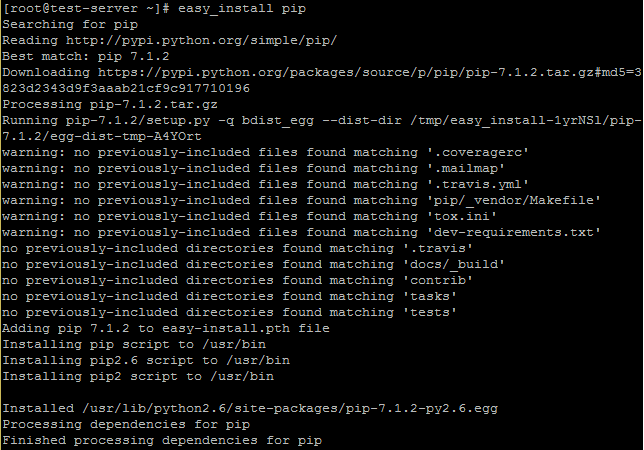 [root@test-server ~]# easy_install pip
Searching for pip
Reading http://pypi.python.org/simple/pip/
Best match: pip 7.1.2
Downloading https://pypi.python.org/packages/source/p/pip/pip-7.1.2.tar.gz#md5=3
823d2343d9f3aaab21cf9c917710196
Processing pip-7.1.2.tar.gz
Running pip-7.1.2/setup.py -q bdist_egg --dist-dir /tmp/easy_install-1yrNSl/pip-
7.1.2/egg-dist-tmp-A4YOrt
warning: no previously-included files found matching '.coveragerc'
warning: no previously-included files found matching '.mailmap'
warning: no previously-included files found matching '.travis.yml'
warning: no previously-included files found matching 'pip/_vendor/Makefile'
warning: no previously-included files found matching 'tox.ini'
warning: no previously-included files found matching 'dev-requirements.txt'
no previously-included directories found matching '.travis'
no previously-included directories found matching 'docs/_build'
no previously-included directories found matching 'contrib'
no previously-included directories found matching 'tasks'
no previously-included directories found matching 'tests'
Adding pip 7.1.2 to easy-install.pth file
Installing pip script to /usr/bin
Installing pip2.6 script to /usr/bin
Installing pip2 script to /usr/bin

Installed /usr/lib/python2.6/site-packages/pip-7.1.2-py2.6.egg
Processing dependencies for pip
Finished processing dependencies for pip